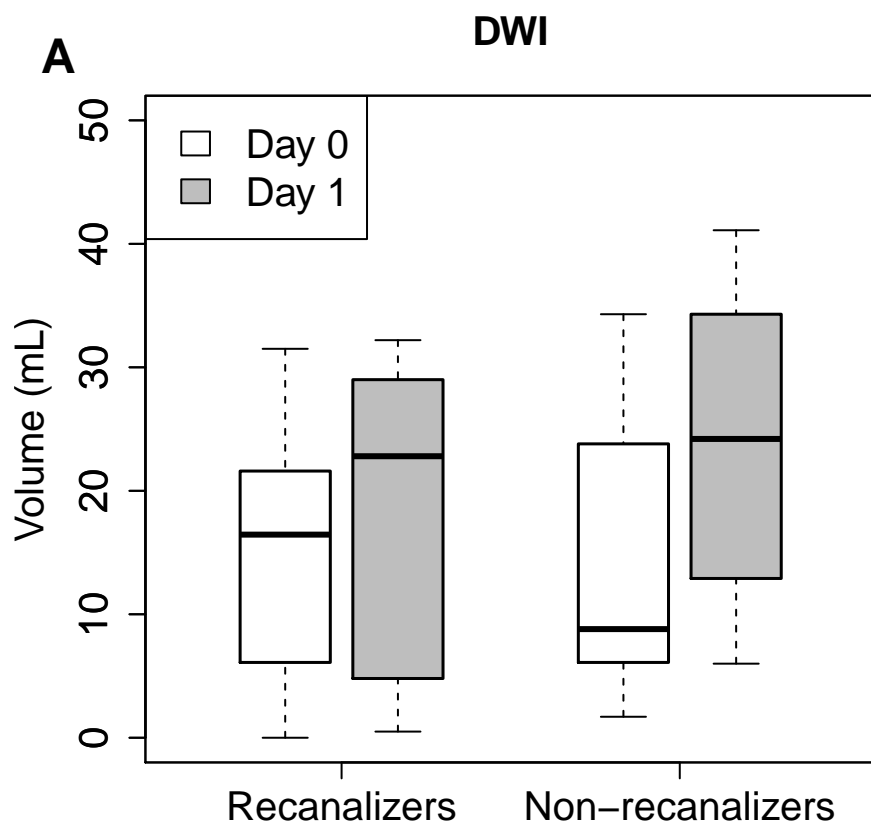 DWI
A
Day 0
Day 1
Volume (mL)
50
40
30
20
10
0
Recanalizers
Non−recanalizers